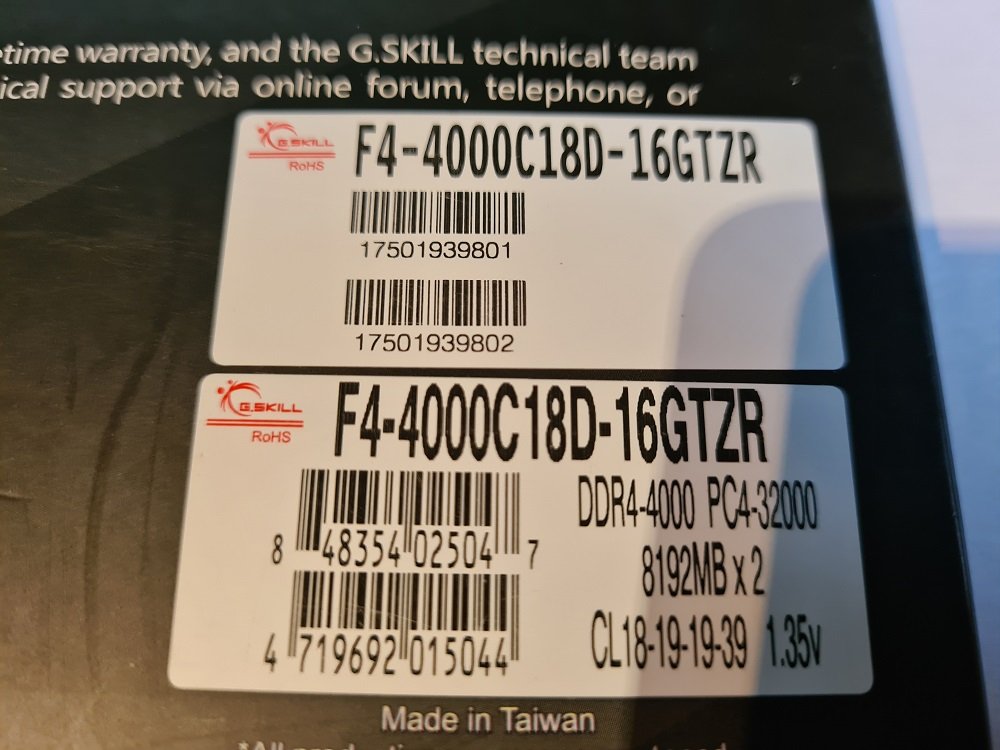 time warranty, and the G.SKILL technical team
ical support via online forum, telephone, or
G.SKILL
RoHS
F4-4000C18D-16GTZR
17501939801
17501939802
G.SKILL
RoHS
F4-4000C18D-16GTZR
DDR4-4000 PC4-32000
8 48354 02504 7
8192MB x 2
4 719692 015044
CL18-19-19-39 1.35v
Made in Taiwan